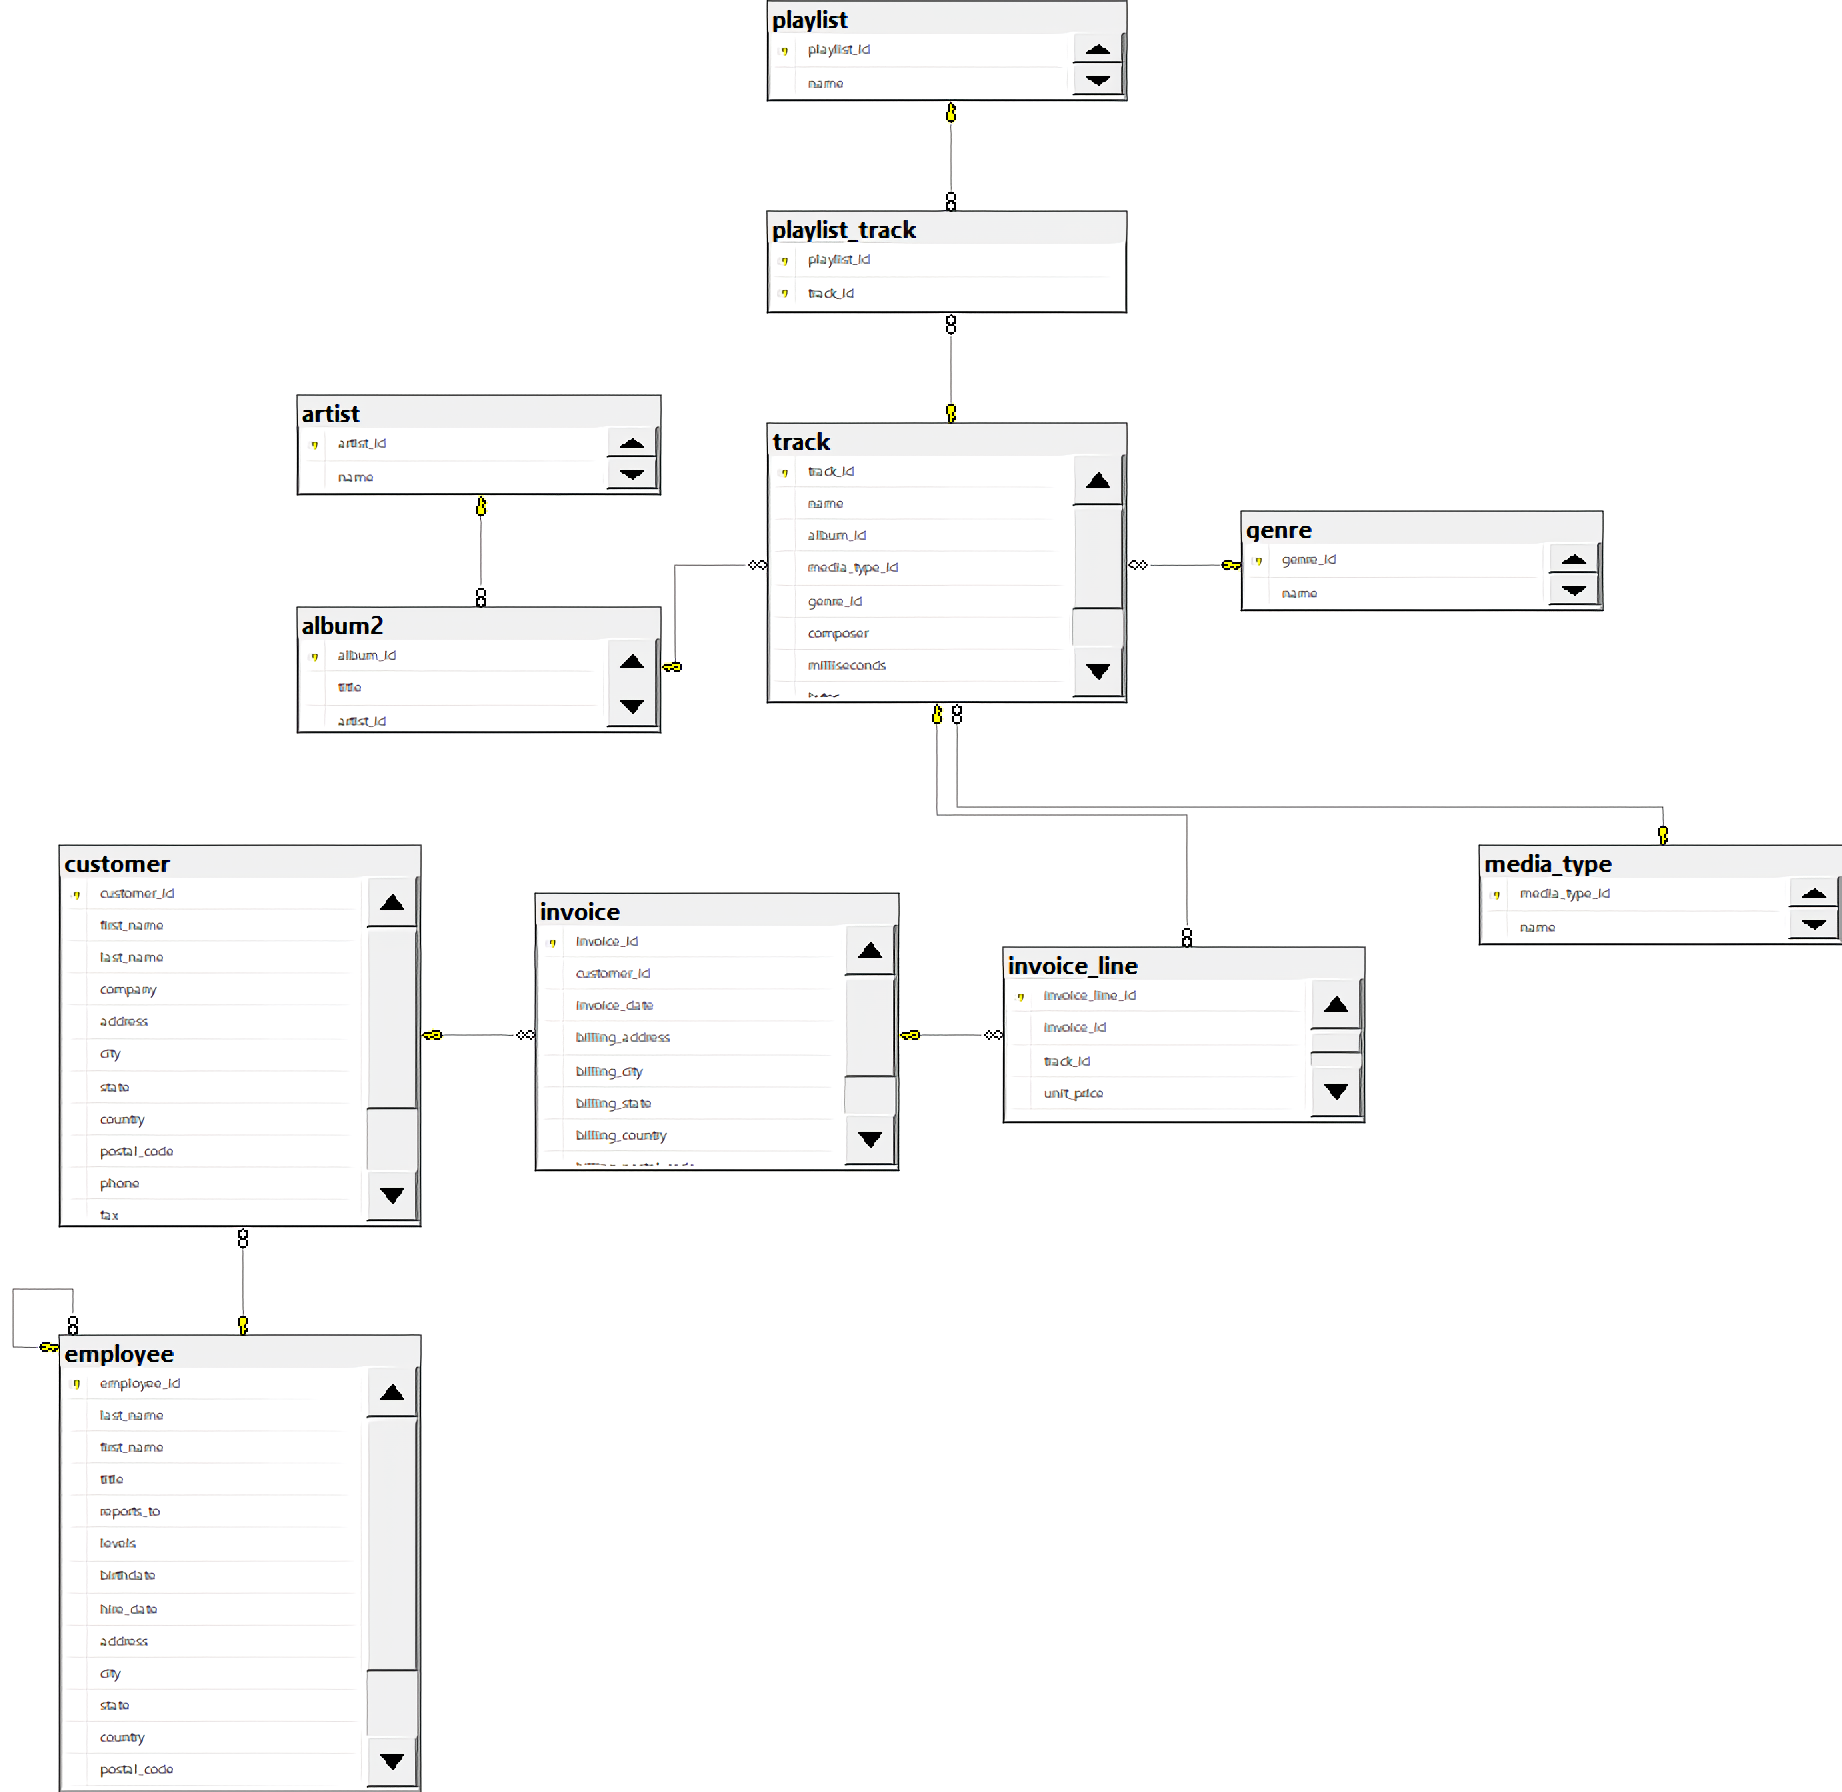 playlist
playlist_id
name
playlist_track
playlist_id
track_id
artist
artist_id
name
track
track_id
name
album_id
media_type_id
genre_id
composer
milliseconds
bytes
genre
genre_id
name
album2
album_id
title
artist_id
customer
customer_id
first_name
last_name
company
address
city
state
country
postal_code
phone
fax
invoice
invoice_id
customer_id
invoice_date
billing_address
billing_city
billing_state
billing_country
billing_postal_code
invoice_line
invoice_line_id
invoice_id
track_id
unit_price
media_type
media_type_id
name
employee
employee_id
last_name
first_name
title
reports_to
levels
birthdate
hire_date
address
city
state
country
postal_code